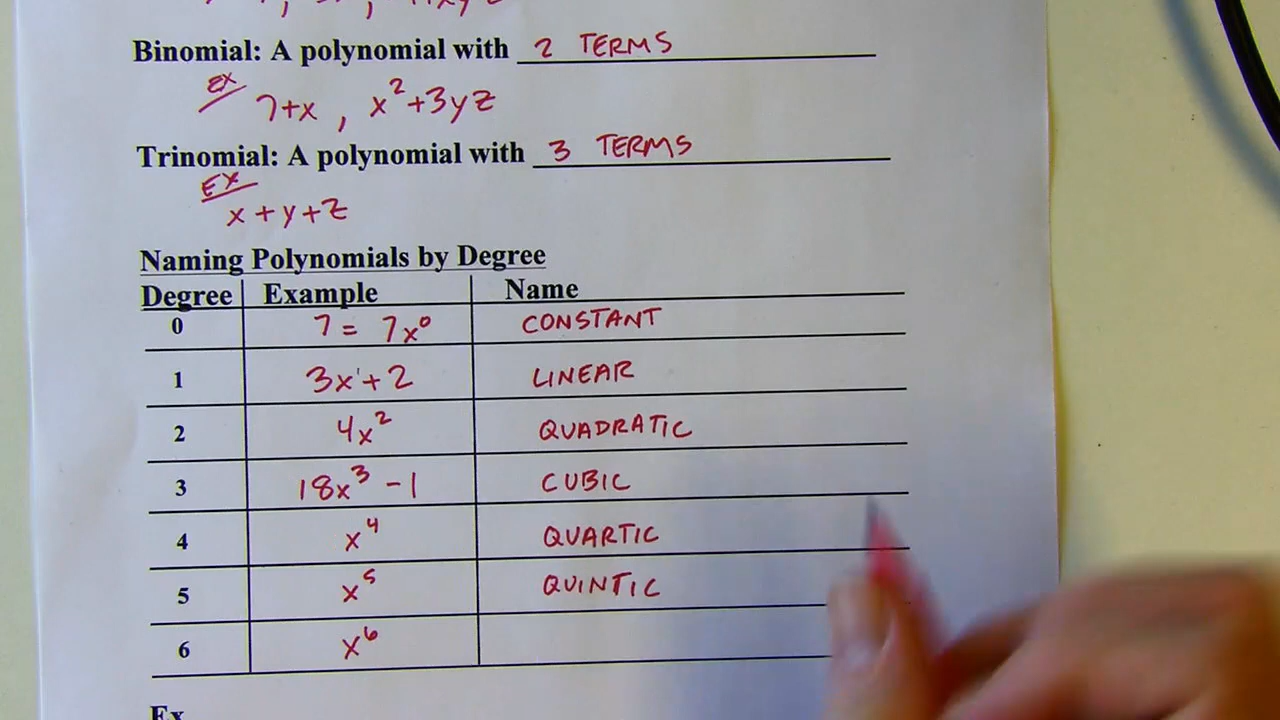 Binomial: A polynomial with 2 TERMS
EX
7+x , x²+3yz
Trinomial: A polynomial with 3 TERMS
EX
x+y+z
Naming Polynomials by Degree
Degree Example Name
0 7 = 7x⁰ CONSTANT
1 3x¹+2 LINEAR
2 4x² QUADRATIC
3 18x³ -1 CUBIC
4 x⁴ QUARTIC
5 x⁵ QUINTIC
6 x⁶
Ex